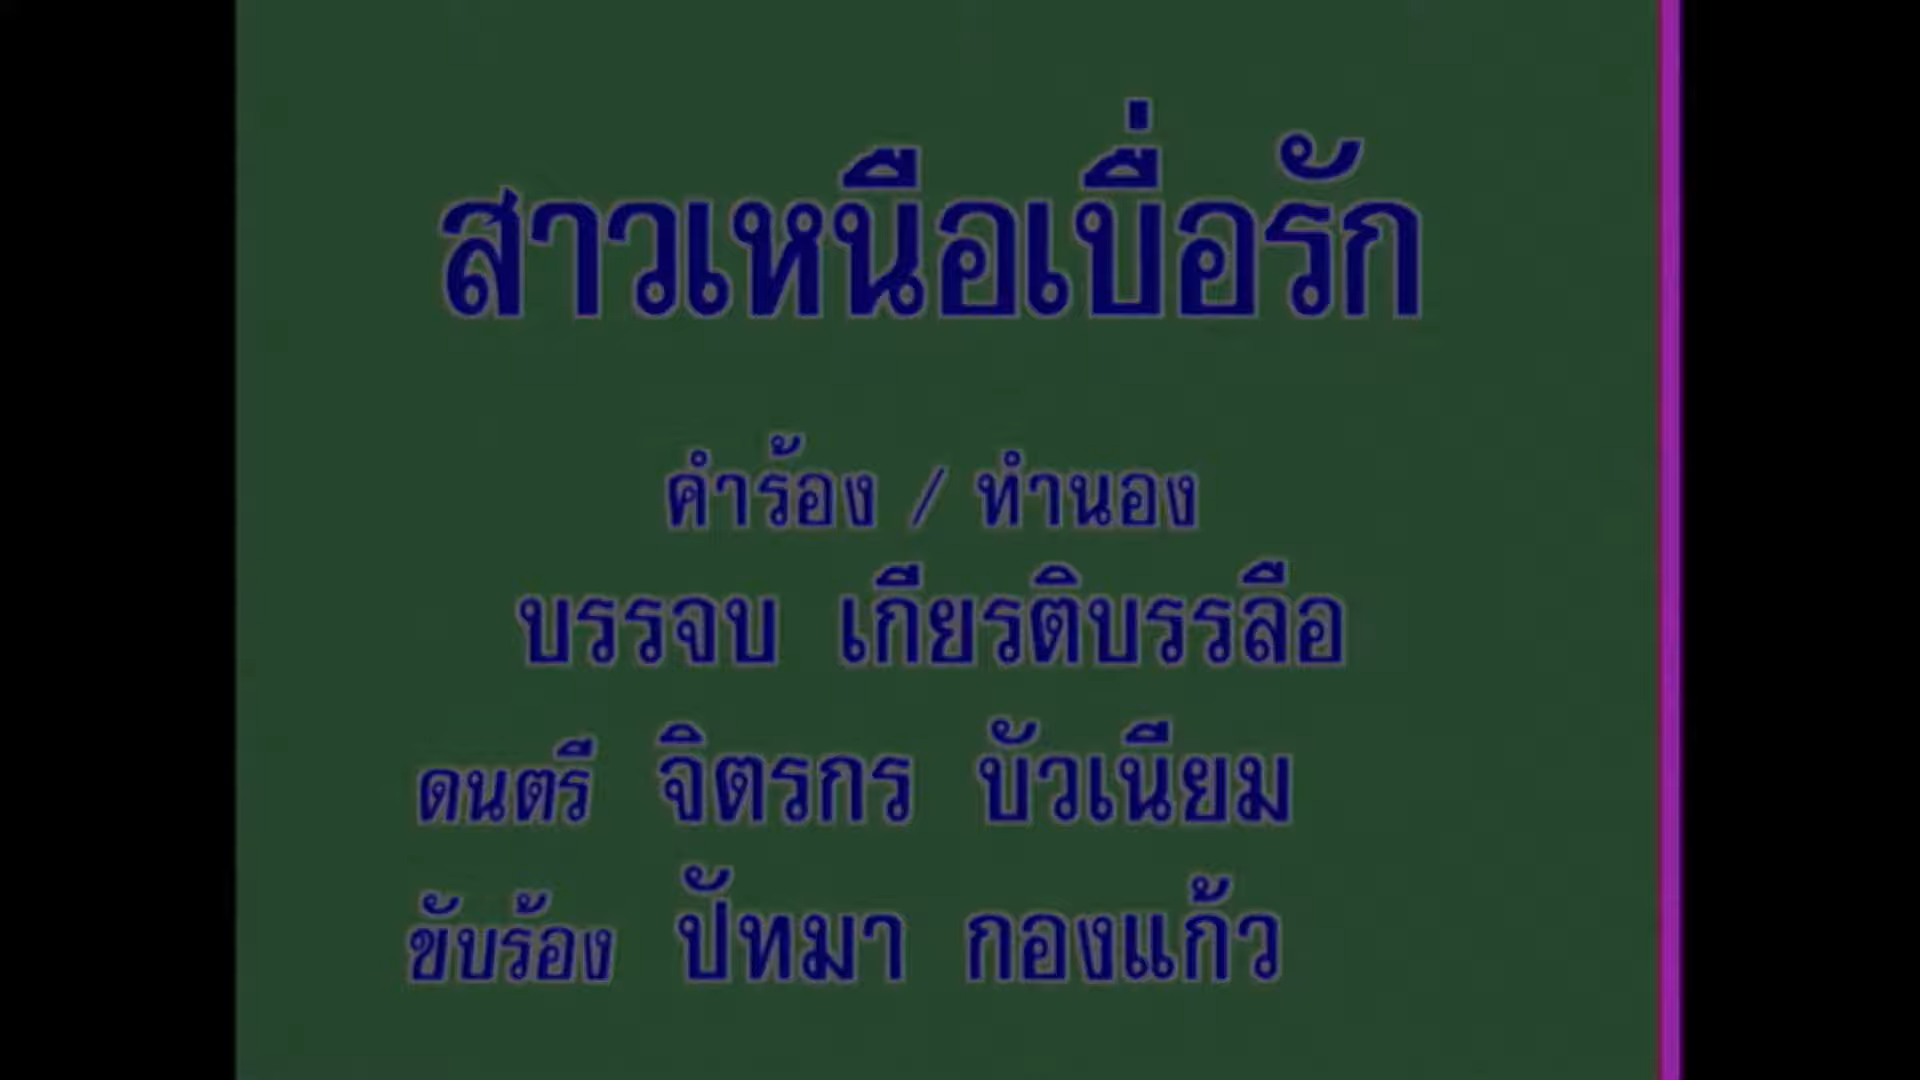 สาวเหนือเบื่อรัก
คำร้อง / ทำนอง
บรรจบ เกียรติบรรลือ
ดนตรี จิตรกร บัวเนียม
ขับร้อง ปัทมา กองแก้ว